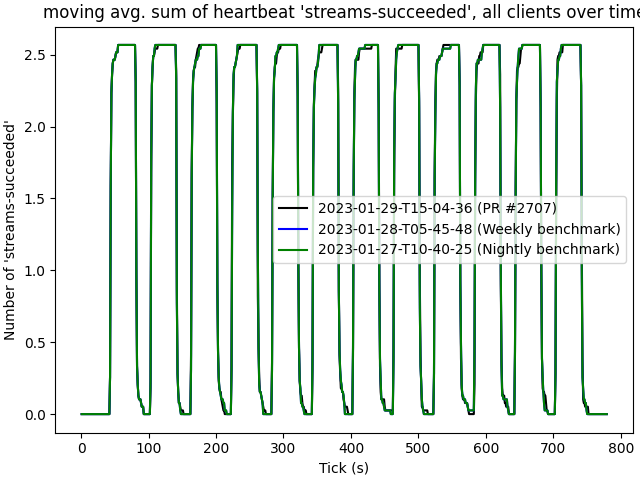 moving avg. sum of heartbeat 'streams-succeeded', all clients over time
Number of 'streams-succeeded'
2.5
2.0
1.5
1.0
0.5
0.0
2023-01-29-T15-04-36 (PR #2707)
2023-01-28-T05-45-48 (Weekly benchmark)
2023-01-27-T10-40-25 (Nightly benchmark)
0 100 200 300 400 500 600 700 800
Tick (s)